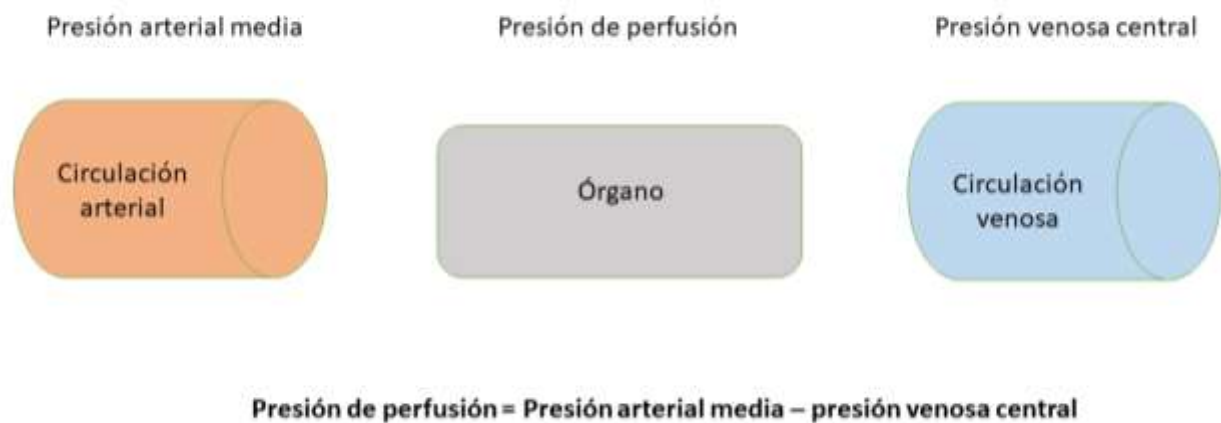 Presión arterial media
Presión de perfusión
Presión venosa central
Circulación
arterial
Órgano
Circulación
venosa
Presión de perfusión = Presión arterial media – presión venosa central